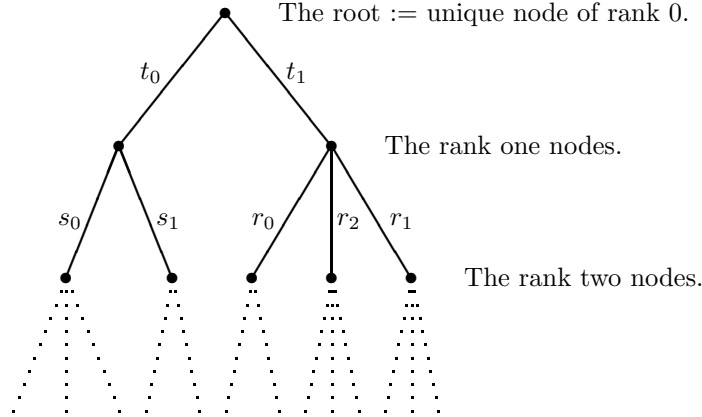 The root := unique node of rank 0.
t₀ t₁
The rank one nodes.
s₀ s₁ r₀ r₂ r₁
The rank two nodes.